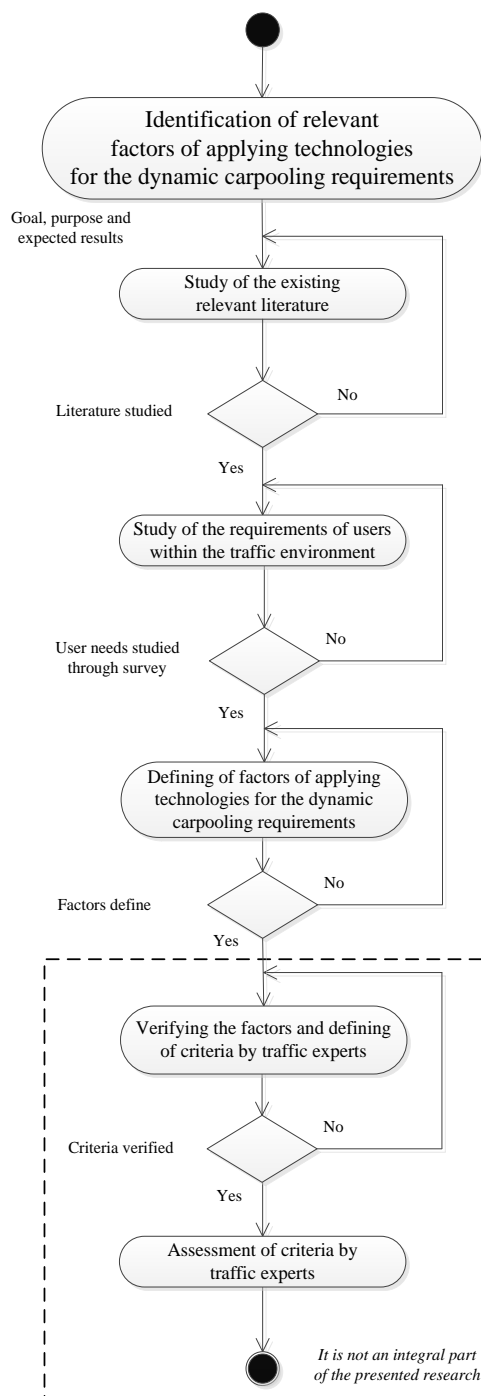 Identification of relevant
factors of applying technologies
for the dynamic carpooling requirements
Goal, purpose and
expected results
Study of the existing
relevant literature
No
Literature studied
Yes
Study of the requirements of users
within the traffic environment
No
User needs studied
through survey
Yes
Defining of factors of applying
technologies for the dynamic
carpooling requirements
No
Factors define
Yes
Verifying the factors and defining
of criteria by traffic experts
No
Criteria verified
Yes
Assessment of criteria by
traffic experts
It is not an integral part
of the presented research